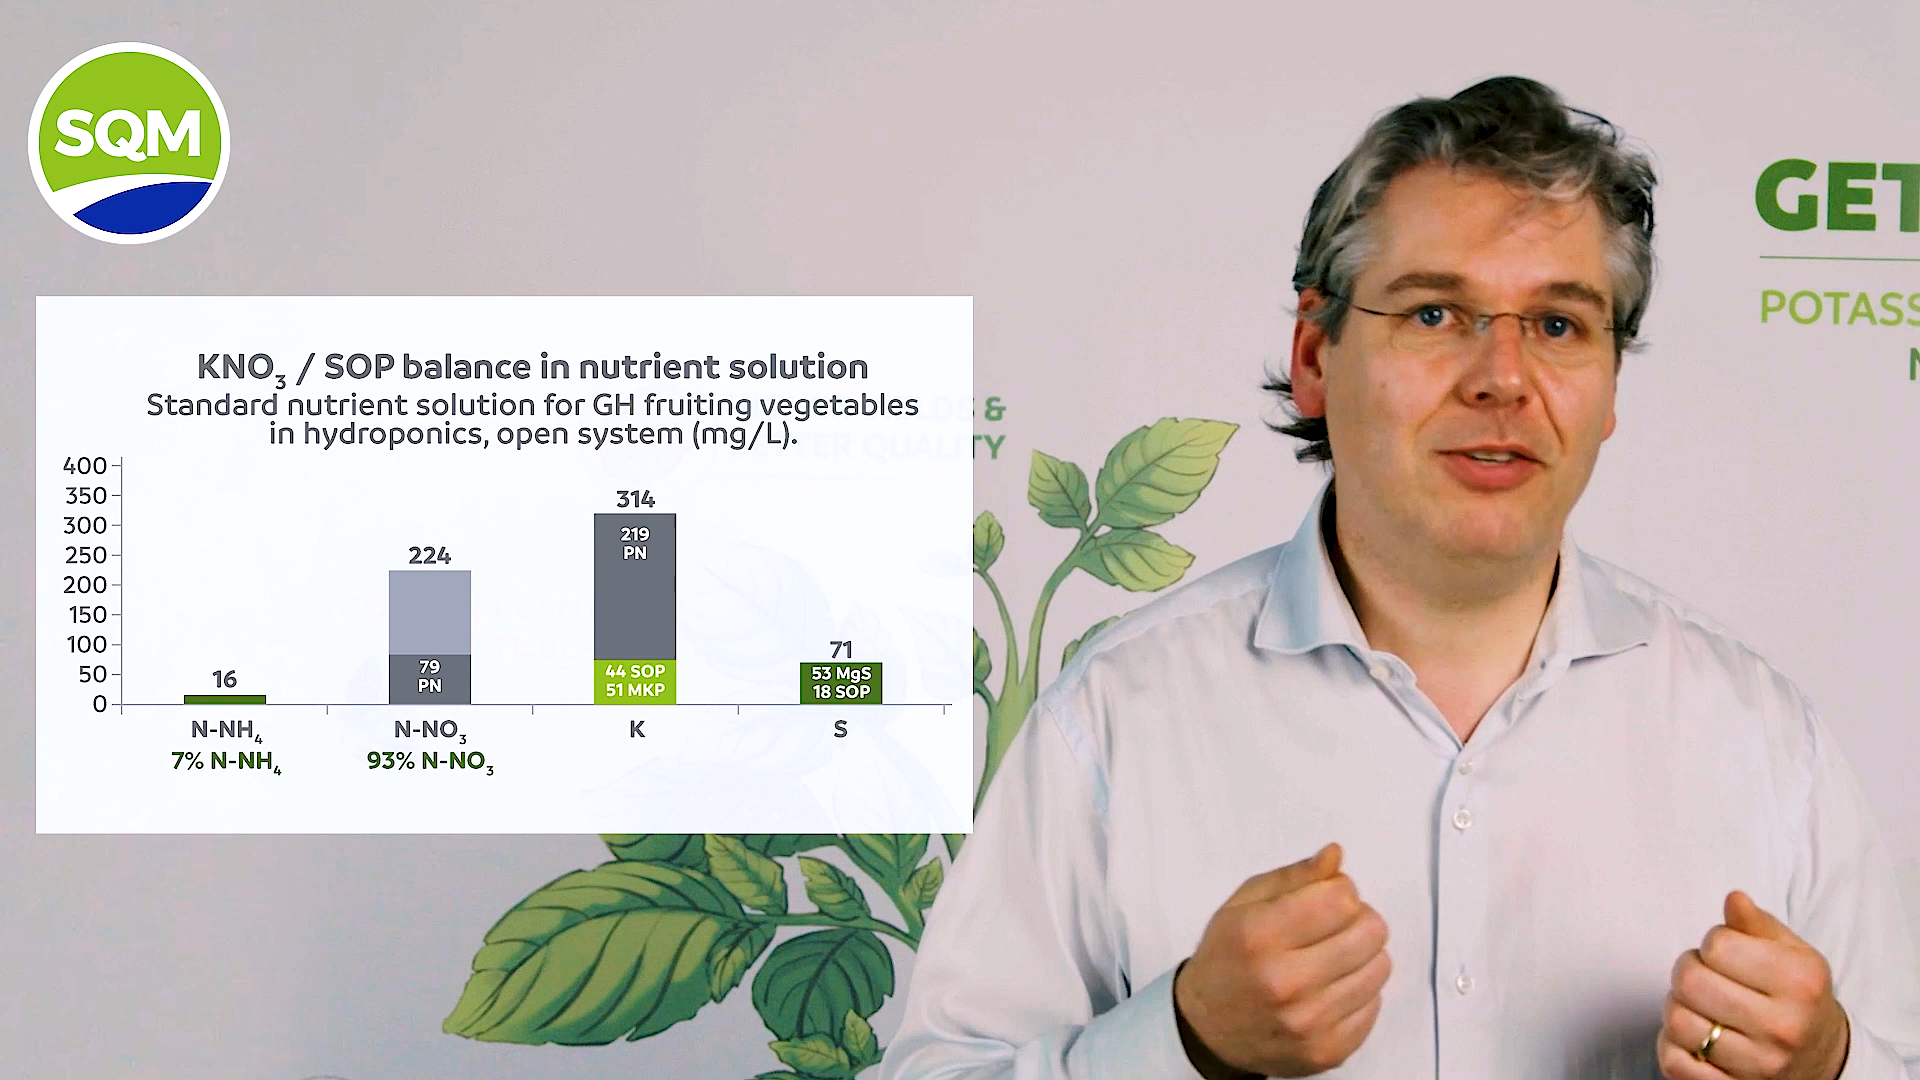 SQM
GET
POTASS
N
KNO₃ / SOP balance in nutrient solution
Standard nutrient solution for GH fruiting vegetables
in hydroponics, open system (mg/L).
& 
QUALITY
400
350
300
250
200
150
100
50
0
16
224
79
PN
314
219
PN
44 SOP
51 MKP
71
53 MgS
18 SOP
N-NH₄
N-NO₃
K
S
7% N-NH₄
93% N-NO₃